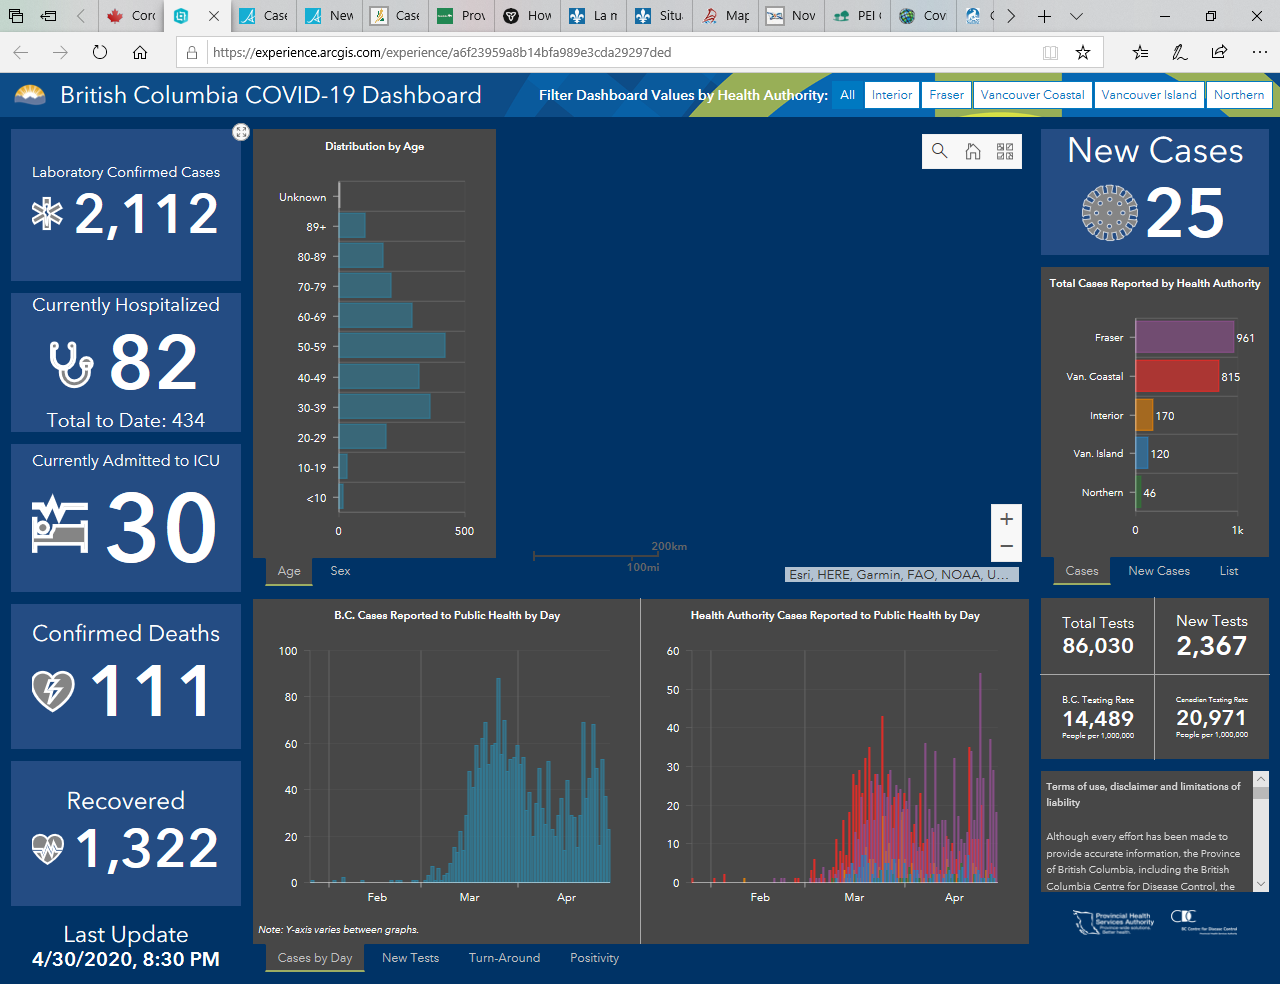 Cord
Case
New
Case
Prov
How
La m
Situ
Map
Nov
PEI
Covi
https://experience.arcgis.com/experience/a6f23959a8b14bfa989e3cda29297ded
British Columbia COVID-19 Dashboard
Filter Dashboard Values by Health Authority:
All
Interior
Fraser
Vancouver Coastal
Vancouver Island
Northern
Laboratory Confirmed Cases
2,112
Currently Hospitalized
82
Total to Date: 434
Currently Admitted to ICU
30
Confirmed Deaths
111
Recovered
1,322
Last Update
4/30/2020, 8:30 PM
Distribution by Age
Unknown
89+
80-89
70-79
60-69
50-59
40-49
30-39
20-29
10-19
<10
0 500
Age Sex
200km
100mi
+
−
Esri, HERE, Garmin, FAO, NOAA, U...
New Cases
25
Total Cases Reported by Health Authority
Fraser 961
Van. Coastal 815
Interior 170
Van. Island 120
Northern 46
0 1k
Cases New Cases List
B.C. Cases Reported to Public Health by Day
100
80
60
40
20
0
Feb Mar Apr
Note: Y-axis varies between graphs.
Health Authority Cases Reported to Public Health by Day
60
50
40
30
20
10
0
Feb Mar Apr
Cases by Day New Tests Turn-Around Positivity
Total Tests
86,030
New Tests
2,367
B.C. Testing Rate
14,489
People per 1,000,000
Canadian Testing Rate
20,971
People per 1,000,000
Terms of use, disclaimer and limitations of
liability
Although every effort has been made to
provide accurate information, the Province
of British Columbia, including the British
Columbia Centre for Disease Control, the
Provincial Health
Services Authority
Province-wide solutions.
Better health.
BC Centre for Disease Control